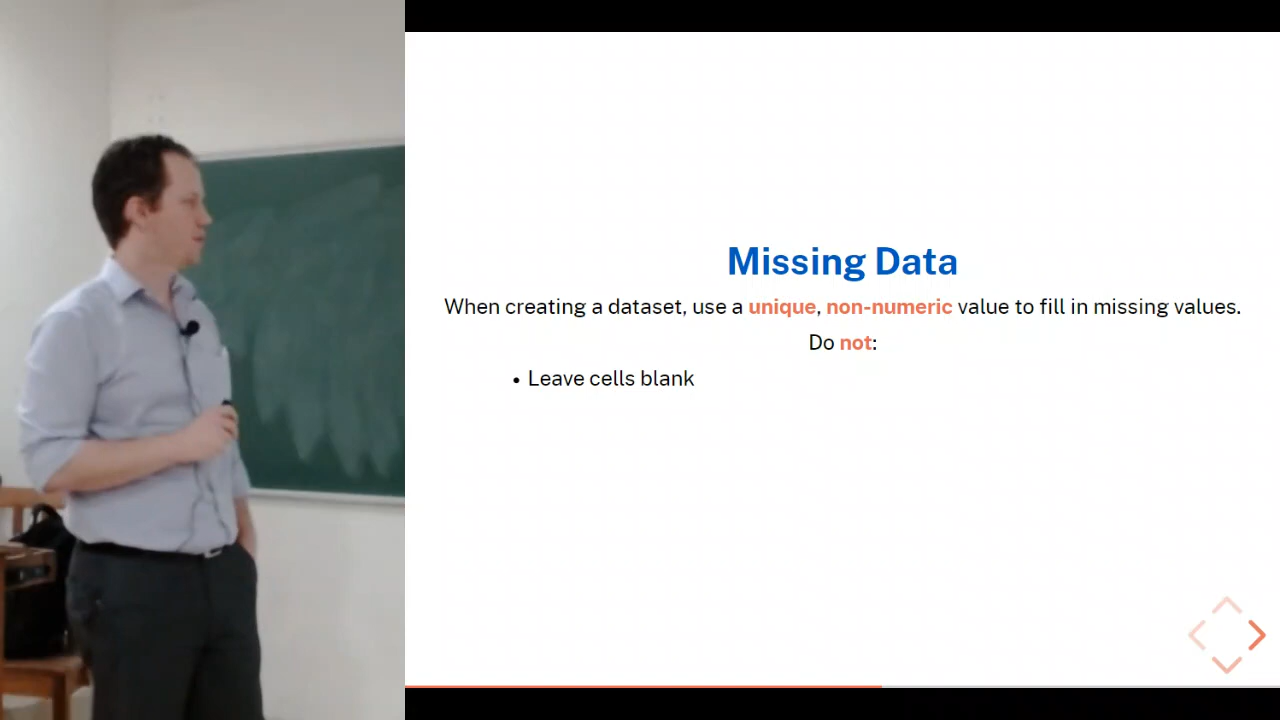 Missing Data
When creating a dataset, use a unique, non-numeric value to fill in missing values.
Do not:
• Leave cells blank